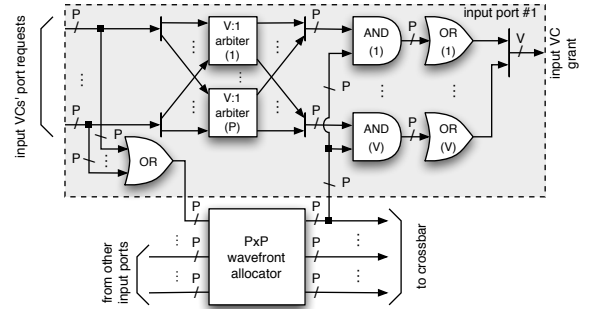 input port #1
input VCs' port requests
P
P
V:1
arbiter
(1)
V:1
arbiter
(P)
P
P
AND
(1)
AND
(V)
P
P
OR
(1)
OR
(V)
V
input VC
grant
P
P
P
OR
P
P
P
from other
input ports
P
P
P
PxP
wavefront
allocator
P
P
P
to crossbar